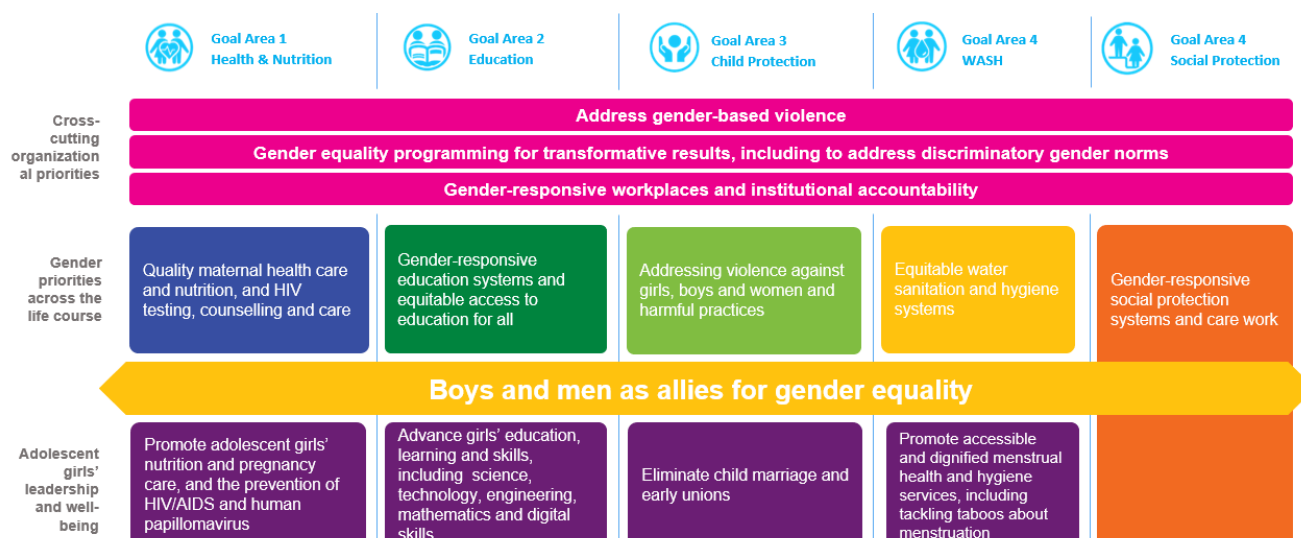 Goal Area 1
Health & Nutrition
Goal Area 2
Education
Goal Area 3
Child Protection
Goal Area 4
WASH
Goal Area 4
Social Protection
Cross-
cutting
organization
al priorities
Address gender-based violence
Gender equality programming for transformative results, including to address discriminatory gender norms
Gender-responsive workplaces and institutional accountability
Gender
priorities
across the
life course
Quality maternal health care
and nutrition, and HIV
testing, counselling and care
Gender-responsive
education systems and
equitable access to
education for all
Addressing violence against
girls, boys and women and
harmful practices
Equitable water
sanitation and hygiene
systems
Gender-responsive
social protection
systems and care work
Boys and men as allies for gender equality
Adolescent
girls'
leadership
and well-
being
Promote adolescent girls'
nutrition and pregnancy
care, and the prevention of
HIV/AIDS and human
papillomavirus
Advance girls' education,
learning and skills,
including science,
technology, engineering,
mathematics and digital
skills
Eliminate child marriage and
early unions
Promote accessible
and dignified menstrual
health and hygiene
services, including
tackling taboos about
menstruation